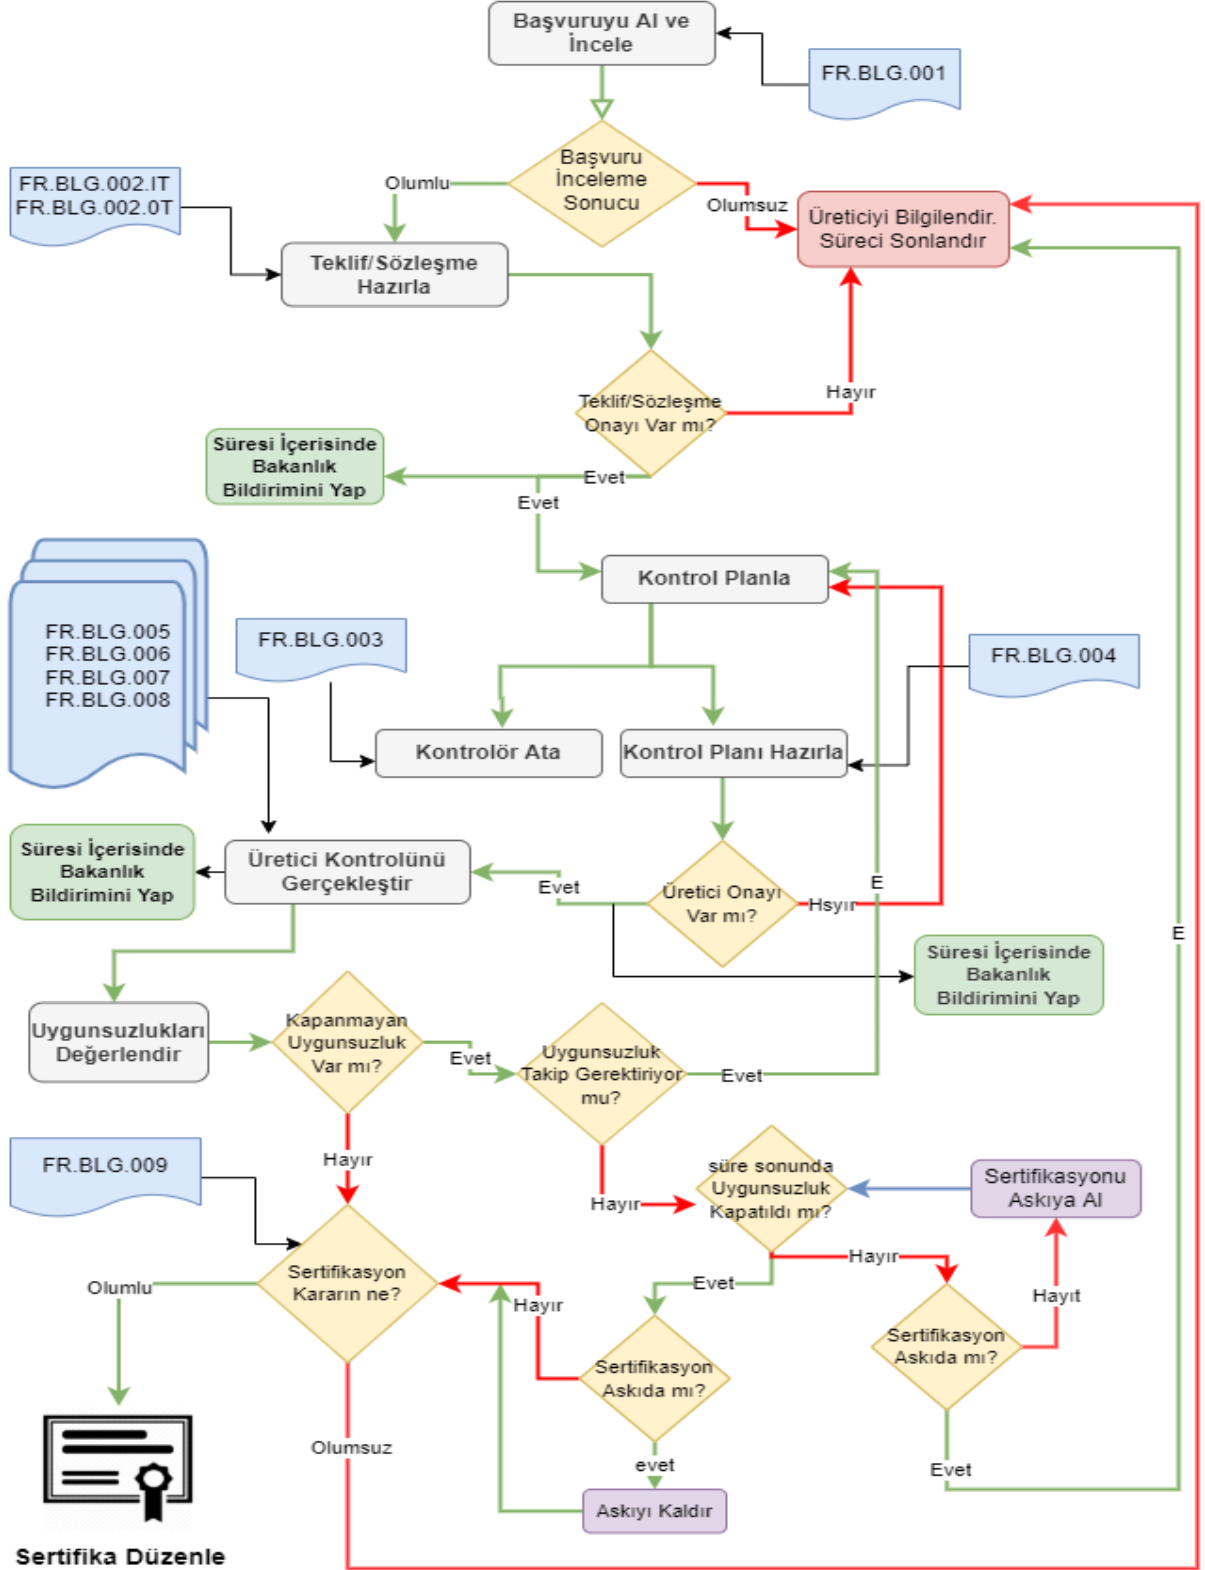 Başvuruyu Al ve
İncele
FR.BLG.001
Başvuru
İnceleme
Sonucu
Olumlu
Olumsuz
FR.BLG.002.IT
FR.BLG.002.0T
Üreticiyi Bilgilendir.
Süreci Sonlandır
Teklif/Sözleşme
Hazırla
Teklif/Sözleşme
Onayı Var mı?
Hayır
Süresi İçerisinde
Bakanlık
Bildirimini Yap
Evet
Evet
Kontrol Planla
FR.BLG.005
FR.BLG.006
FR.BLG.007
FR.BLG.008
FR.BLG.003
FR.BLG.004
Kontrolör Ata
Kontrol Planı Hazırla
Süresi İçerisinde
Bakanlık
Bildirimini Yap
Üretici Kontrolünü
Gerçekleştir
Evet
Üretici Onayı
Var mı?
Hsyır
E
E
Süresi İçerisinde
Bakanlık
Bildirimini Yap
Uygunsuzlukları
Değerlendir
Kapanmayan
Uygunsuzluk
Var mı?
Evet
Uygunsuzluk
Takip Gerektiriyor
mu?
Evet
Hayır
FR.BLG.009
Hayır
süre sonunda
Uygunsuzluk
Kapatıldı mı?
Sertifikasyonu
Askıya Al
Sertifikasyon
Kararın ne?
Olumlu
Hayır
Evet
Hayır
Hayıt
Sertifikasyon
Askıda mı?
Sertifikasyon
Askıda mı?
Olumsuz
evet
Evet
Askıyı Kaldır
Sertifika Düzenle